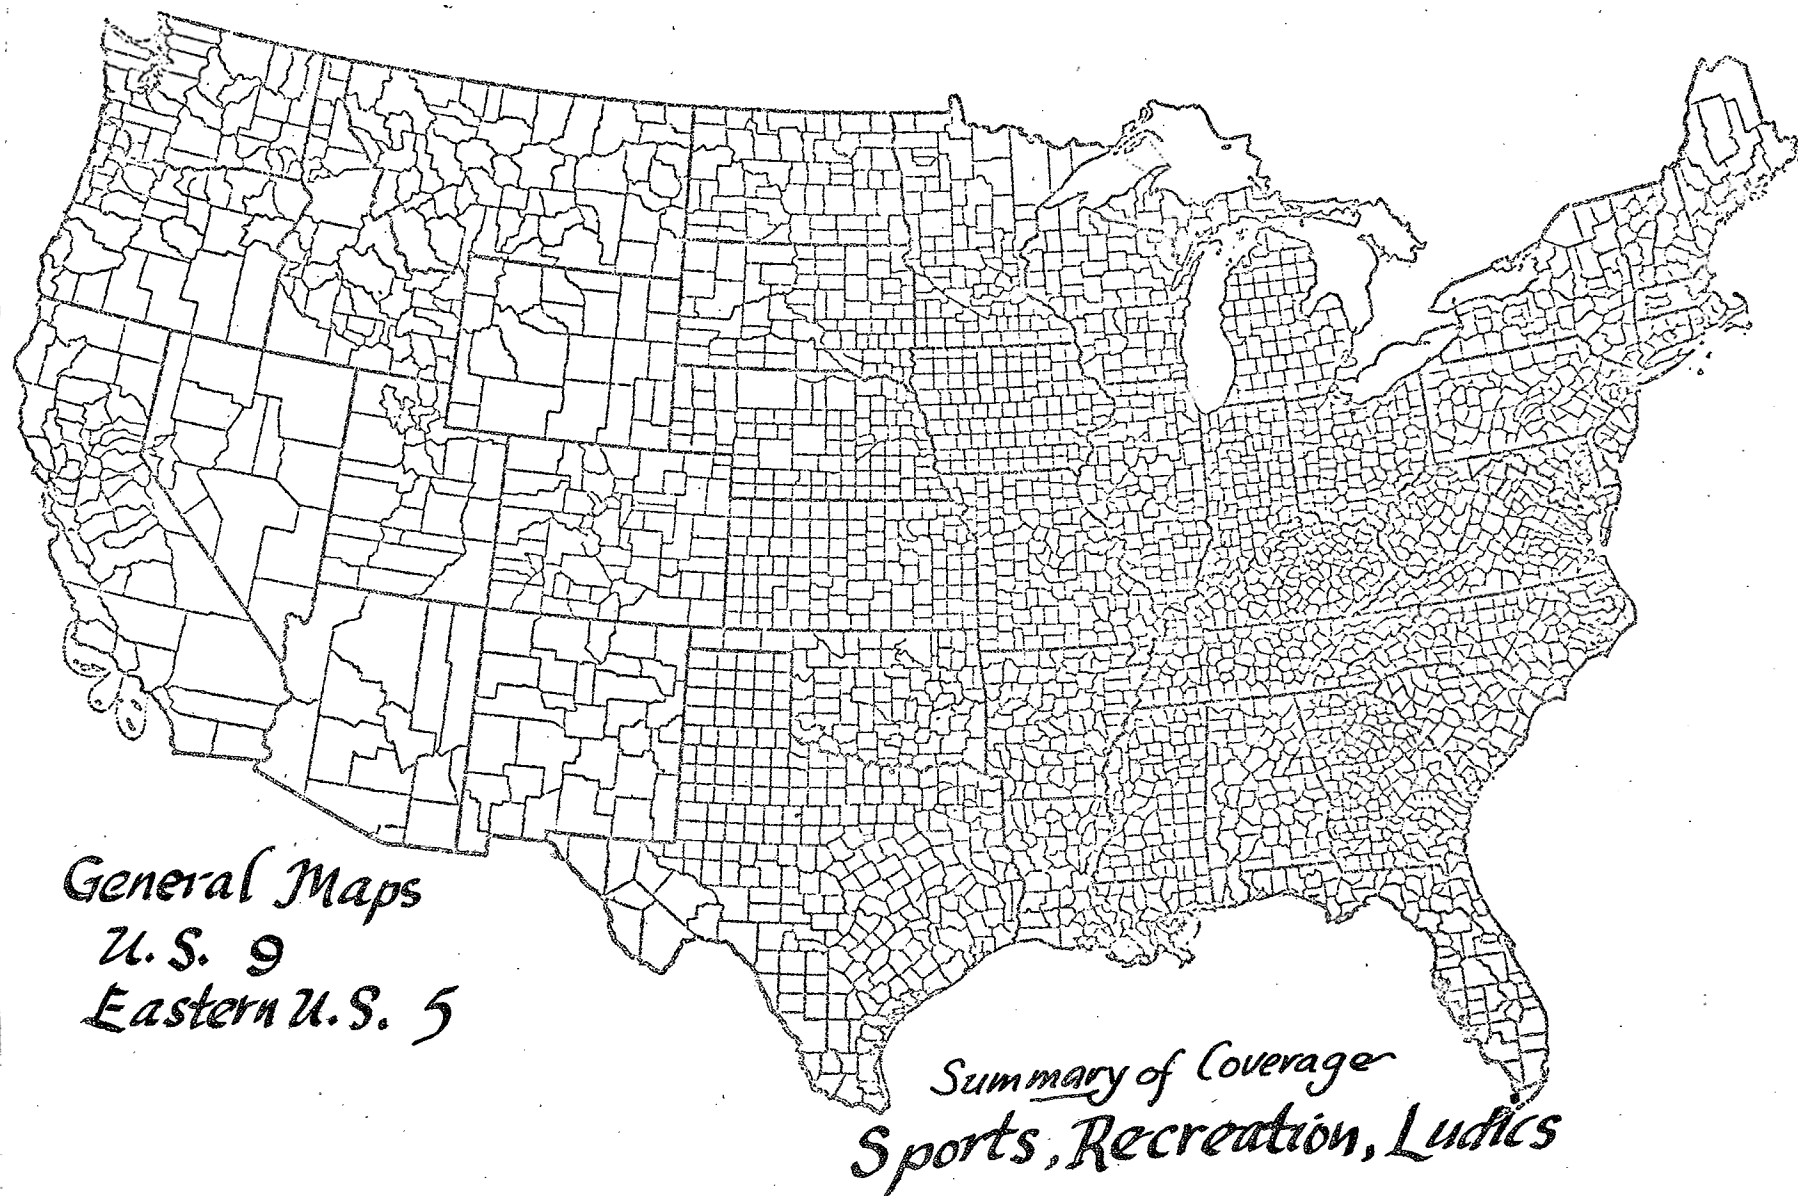 General Maps
U.S. 9
Eastern U.S. 5
Summary of Coverage
Sports, Recreation, Ludics